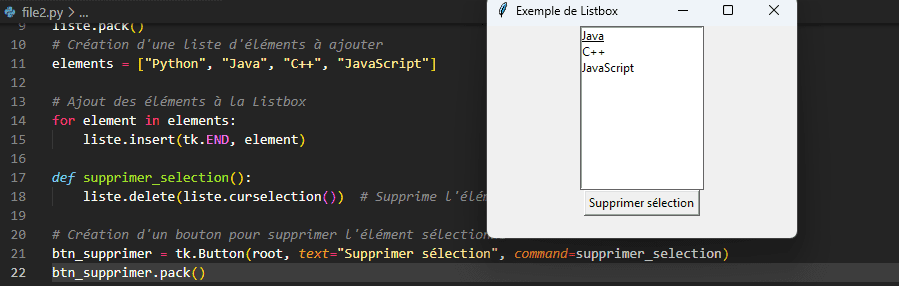 file2.py > ...
9 liste.pack()
10 # Création d'une liste d'éléments à ajouter
11 elements = ["Python", "Java", "C++", "JavaScript"]
12
13 # Ajout des éléments à la Listbox
14 for element in elements:
15 liste.insert(tk.END, element)
16
17 def supprimer_selection():
18 liste.delete(liste.curselection()) # Supprime
19
20 # Création d'un bouton pour supprimer l'élément
21 btn_supprimer = tk.Button(root, text="Supprimer sélection", command=supprimer_selection)
22 btn_supprimer.pack()
Exemple de Listbox
Java
C++
JavaScript
Supprimer sélection